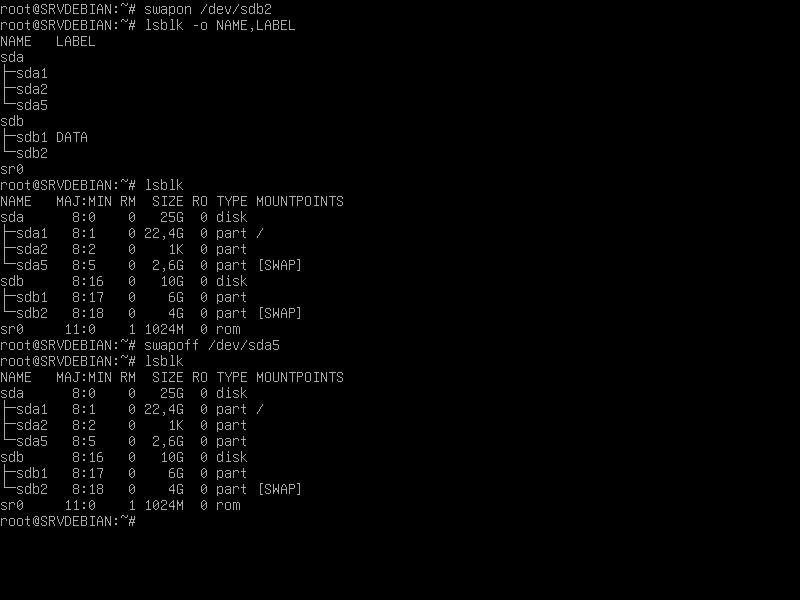 root@SRVDEBIAN:~# swapon /dev/sdb2
root@SRVDEBIAN:~# lsblk -o NAME,LABEL
NAME   LABEL
sda
├─sda1
├─sda2
└─sda5
sdb
├─sdb1 DATA
└─sdb2
sr0
root@SRVDEBIAN:~# lsblk
NAME   MAJ:MIN RM  SIZE RO TYPE MOUNTPOINTS
sda      8:0    0   25G  0 disk
├─sda1   8:1    0 22,4G  0 part /
├─sda2   8:2    0    1K  0 part
└─sda5   8:5    0  2,6G  0 part [SWAP]
sdb      8:16   0   10G  0 disk
├─sdb1   8:17   0    6G  0 part
└─sdb2   8:18   0    4G  0 part [SWAP]
sr0     11:0    1 1024M  0 rom
root@SRVDEBIAN:~# swapoff /dev/sda5
root@SRVDEBIAN:~# lsblk
NAME   MAJ:MIN RM  SIZE RO TYPE MOUNTPOINTS
sda      8:0    0   25G  0 disk
├─sda1   8:1    0 22,4G  0 part /
├─sda2   8:2    0    1K  0 part
└─sda5   8:5    0  2,6G  0 part
sdb      8:16   0   10G  0 disk
├─sdb1   8:17   0    6G  0 part
└─sdb2   8:18   0    4G  0 part [SWAP]
sr0     11:0    1 1024M  0 rom
root@SRVDEBIAN:~#